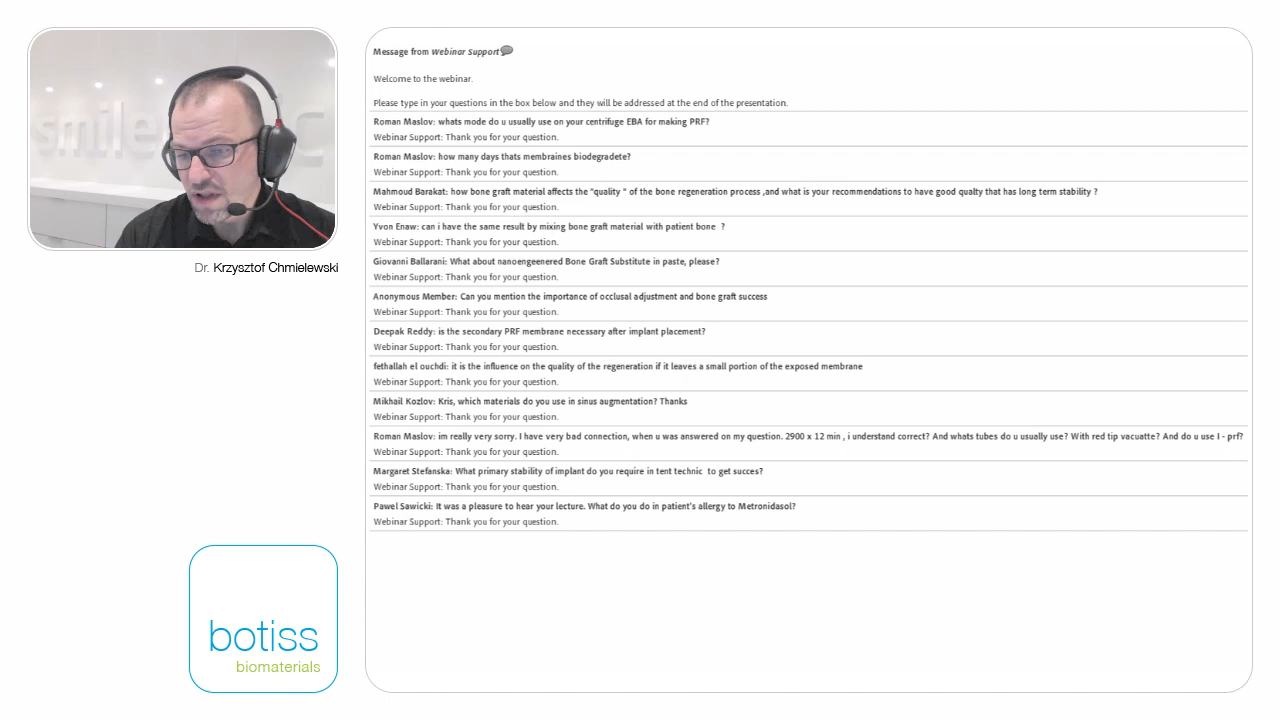 smile
Dr. Krzysztof Chmielewski
botiss
biomaterials
Message from Webinar Support
Welcome to the webinar.
Please type in your questions in the box below and they will be addressed at the end of the presentation.
Roman Maslov: whats mode do u usually use on your centrifuge EBA for making PRF?
Webinar Support: Thank you for your question.
Roman Maslov: how many days thats membraines biodegradete?
Webinar Support: Thank you for your question.
Mahmoud Barakat: how bone graft material affects the "quality " of the bone regeneration process ,and what is your recommendations to have good qualty that has long term stability ?
Webinar Support: Thank you for your question.
Yvon Enaw: can i have the same result by mixing bone graft material with patient bone  ?
Webinar Support: Thank you for your question.
Giovanni Ballarani: What about nanoengeenered Bone Graft Substitute in paste, please?
Webinar Support: Thank you for your question.
Anonymous Member: Can you mention the importance of occlusal adjustment and bone graft success
Webinar Support: Thank you for your question.
Deepak Reddy: is the secondary PRF membrane necessary after implant placement?
Webinar Support: Thank you for your question.
fethallah el ouchdi: it is the influence on the quality of the regeneration if it leaves a small portion of the exposed membrane
Webinar Support: Thank you for your question.
Mikhail Kozlov: Kris, which materials do you use in sinus augmentation? Thanks
Webinar Support: Thank you for your question.
Roman Maslov: im really very sorry. I have very bad connection, when u was answered on my question. 2900 x 12 min , i understand correct? And whats tubes do u usually use? With red tip vacuatte? And do u use I - prf?
Webinar Support: Thank you for your question.
Margaret Stefanska: What primary stability of implant do you require in tent technic  to get succes?
Webinar Support: Thank you for your question.
Pawel Sawicki: It was a pleasure to hear your lecture. What do you do in patient's allergy to Metronidasol?
Webinar Support: Thank you for your question.